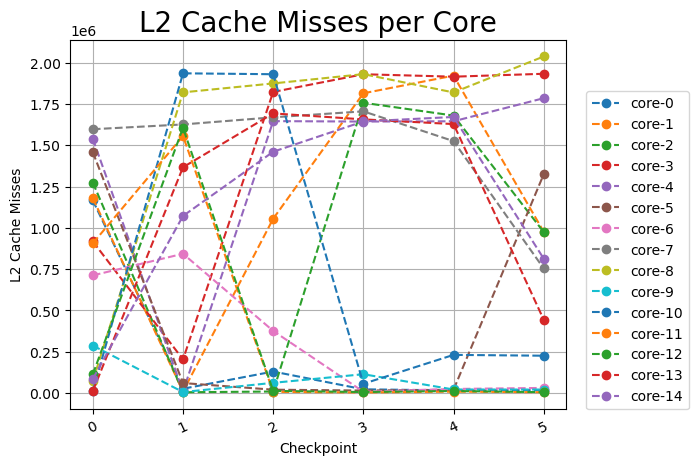 L2 Cache Misses per Core
1e6
2.00
1.75
1.50
1.25
1.00
0.75
0.50
0.25
0.00
L2 Cache Misses
0 1 2 3 4 5
Checkpoint
core-0
core-1
core-2
core-3
core-4
core-5
core-6
core-7
core-8
core-9
core-10
core-11
core-12
core-13
core-14